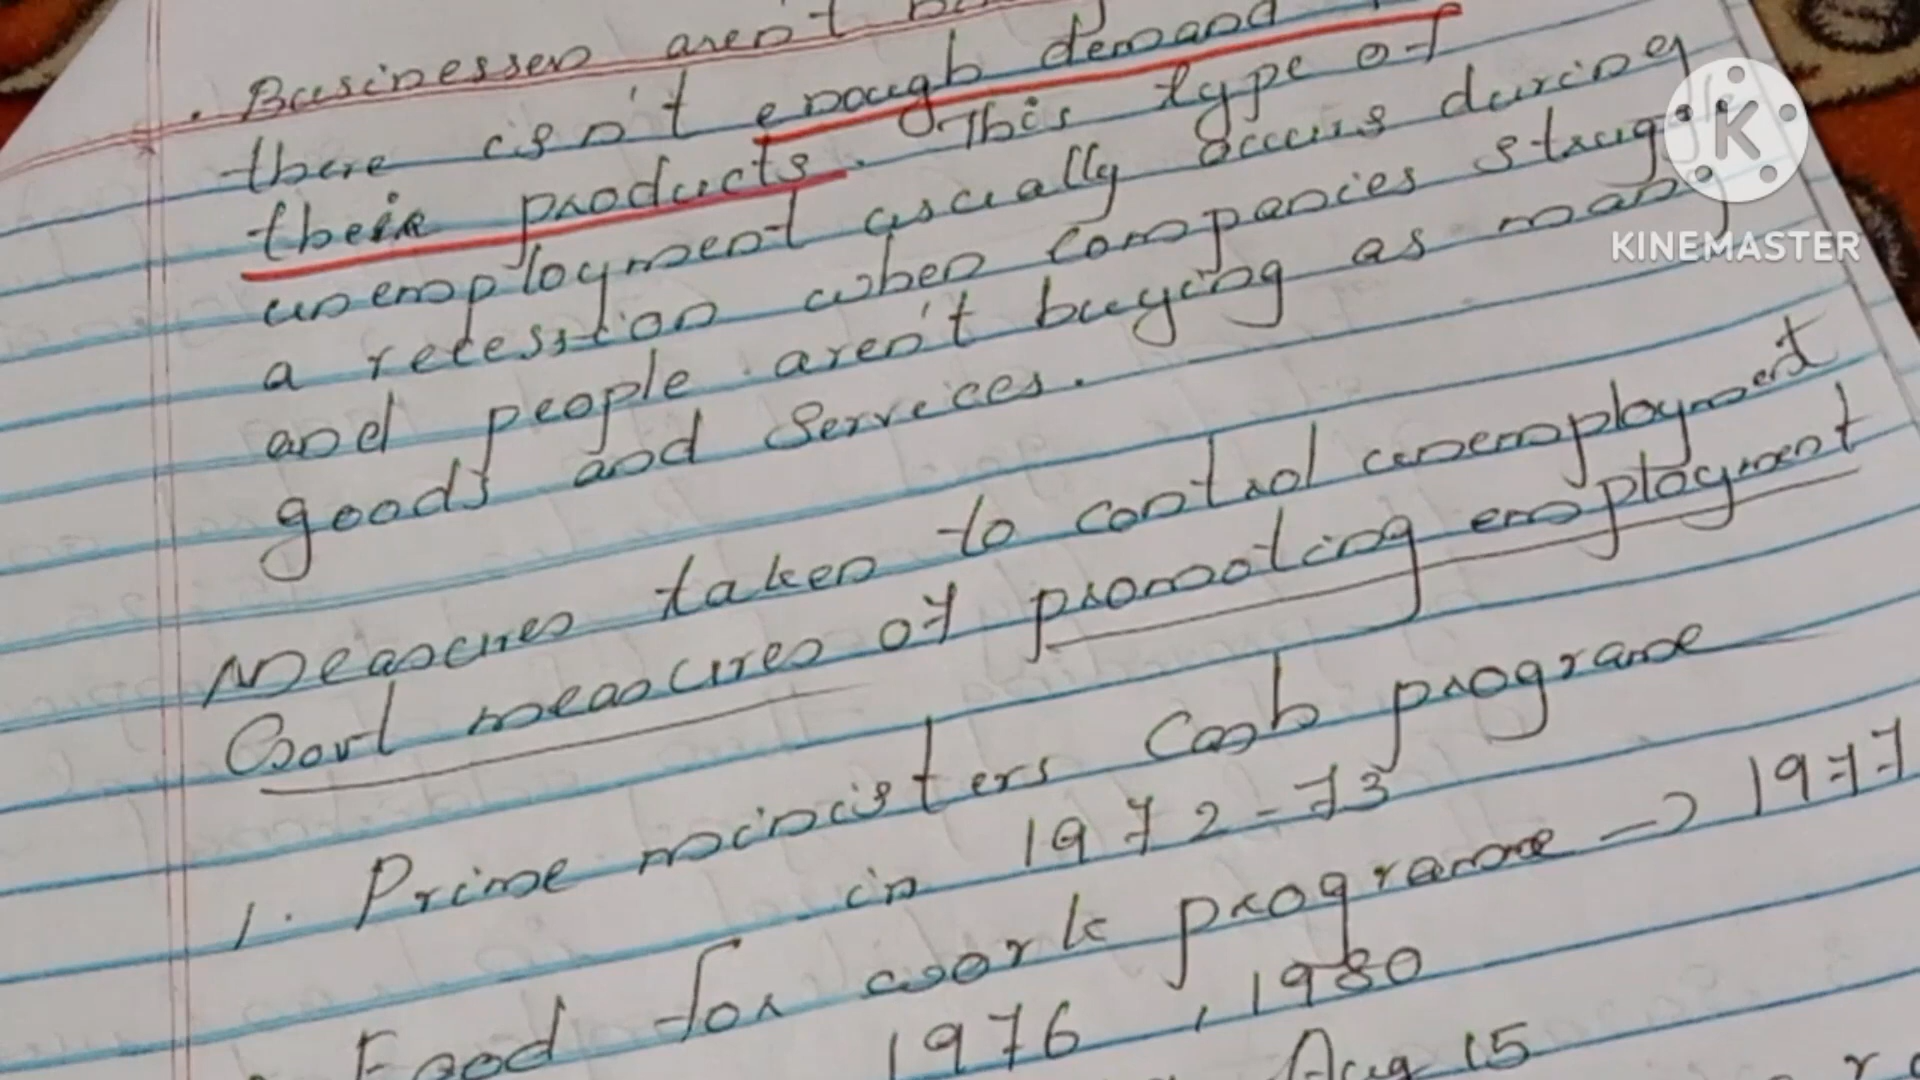 . Businesses aren't
there isn't enough demand
their products. This type of
unemployment usually occurs during
a recession when companies struggle
and people aren't buying as many
goods and services.
Measures taken to control unemployment
Govt measures of promoting employment
1. Prime ministers Cash programe
in 1972-73
Food for work programme → 1977
1976, 1980
Aug 15
K
KINEMASTER